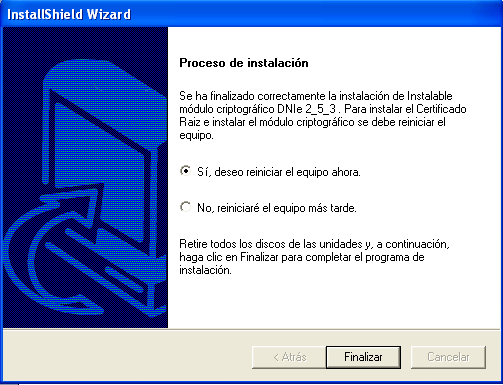 InstallShield Wizard
Proceso de instalación
Se ha finalizado correctamente la instalación de Instalable
módulo criptográfico DNIe 2_5_3 . Para instalar el Certificado
Raiz e instalar el módulo criptográfico se debe reiniciar el
equipo.
Sí, deseo reiniciar el equipo ahora.
No, reiniciaré el equipo más tarde.
Retire todos los discos de las unidades y, a continuación,
haga clic en Finalizar para completar el programa de
instalación.
< Atrás Finalizar Cancelar